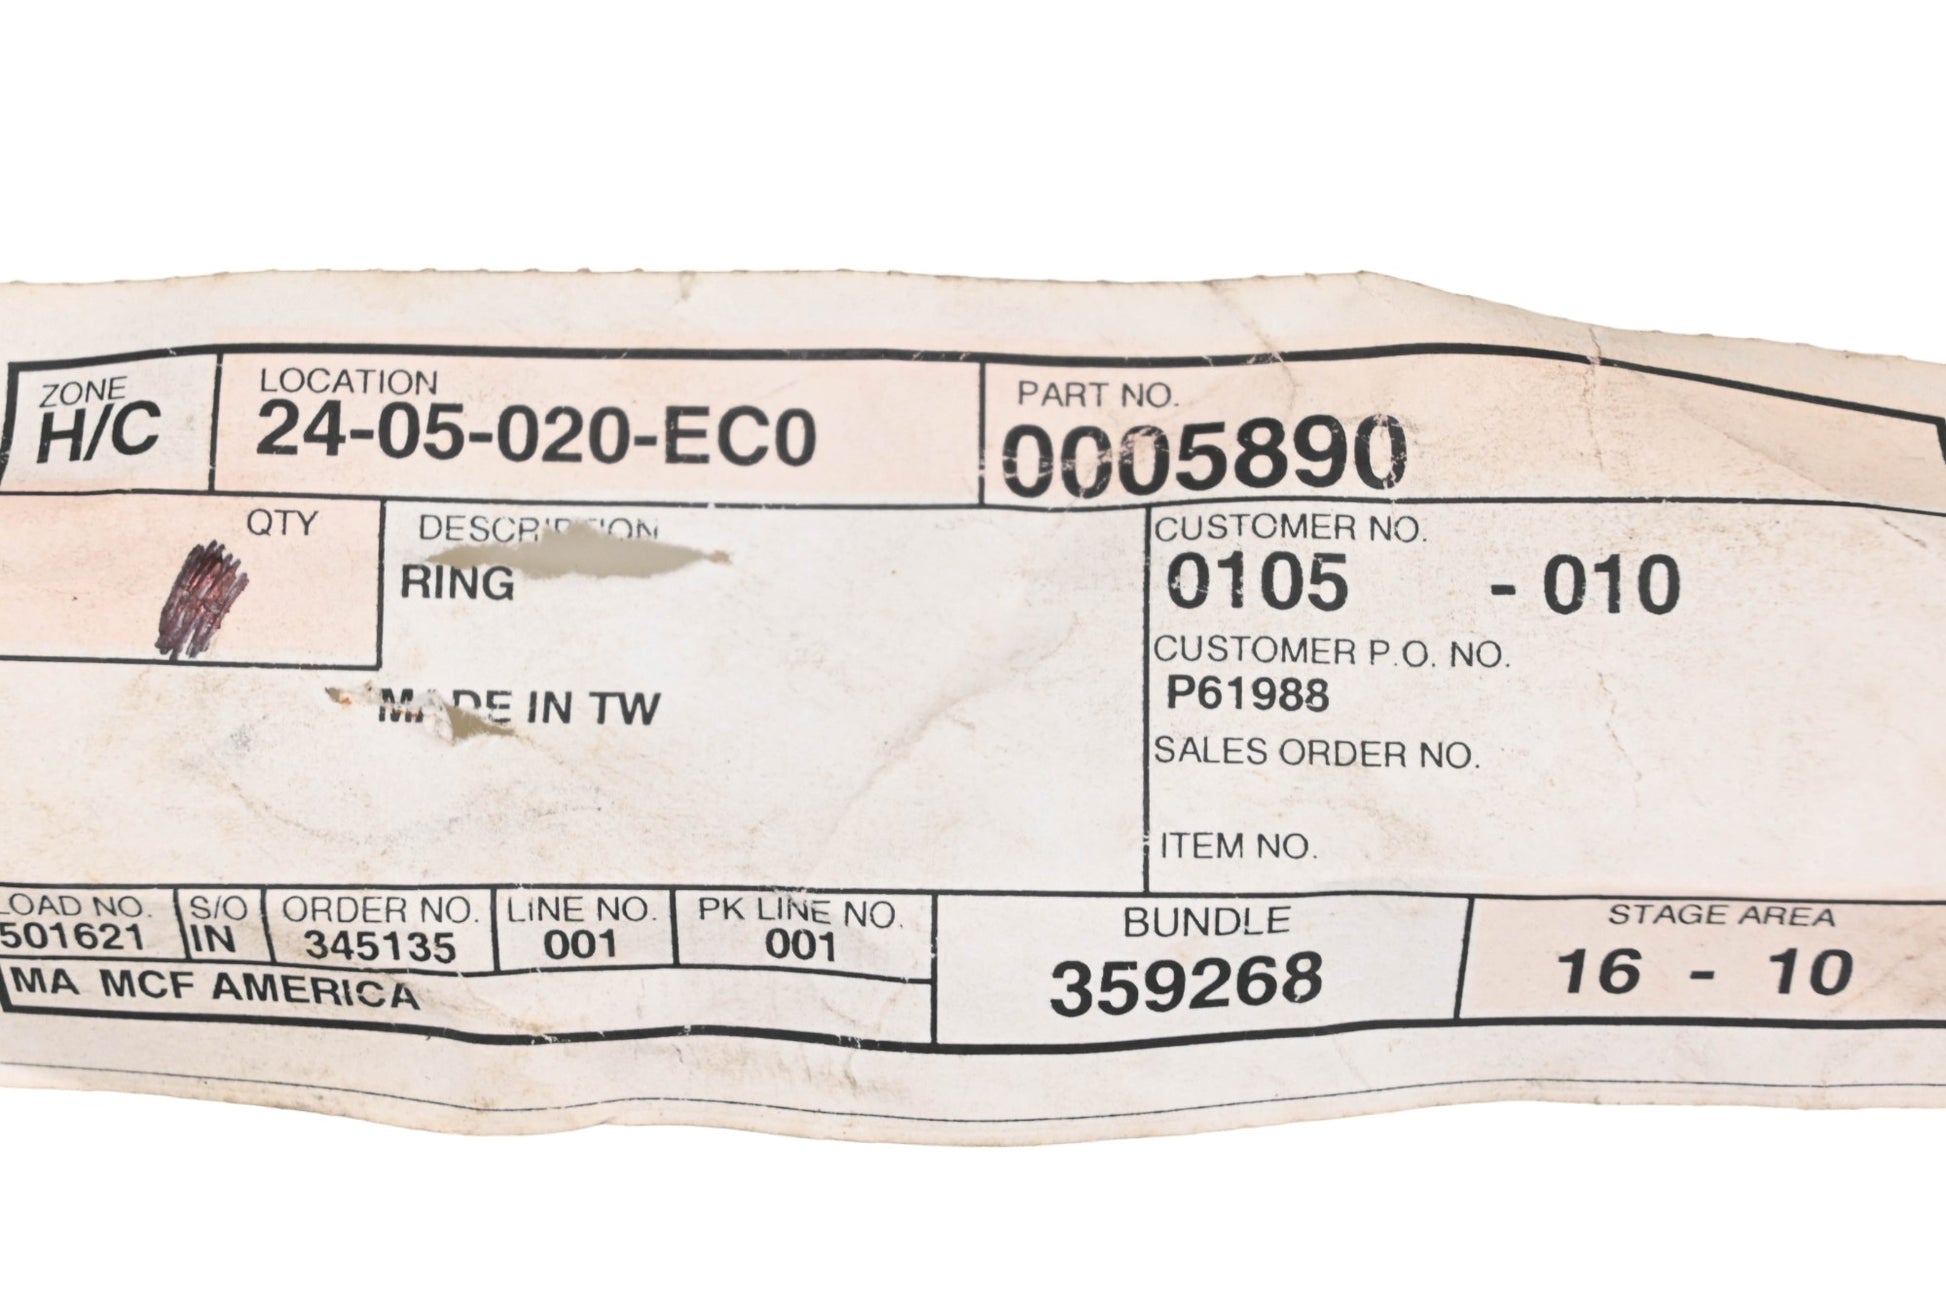 ZONE LOCATION PART NO.
H/C 24-05-020-EC0 0005890
QTY DESCRIPTION CUSTOMER NO.
RING 0105 - 010
CUSTOMER P.O. NO.
MADE IN TW P61988
SALES ORDER NO.
ITEM NO.
LOAD NO. S/O ORDER NO. LINE NO. PK LINE NO. BUNDLE STAGE AREA
501621 IN 345135 001 001 359268 16 - 10
MA MCF AMERICA